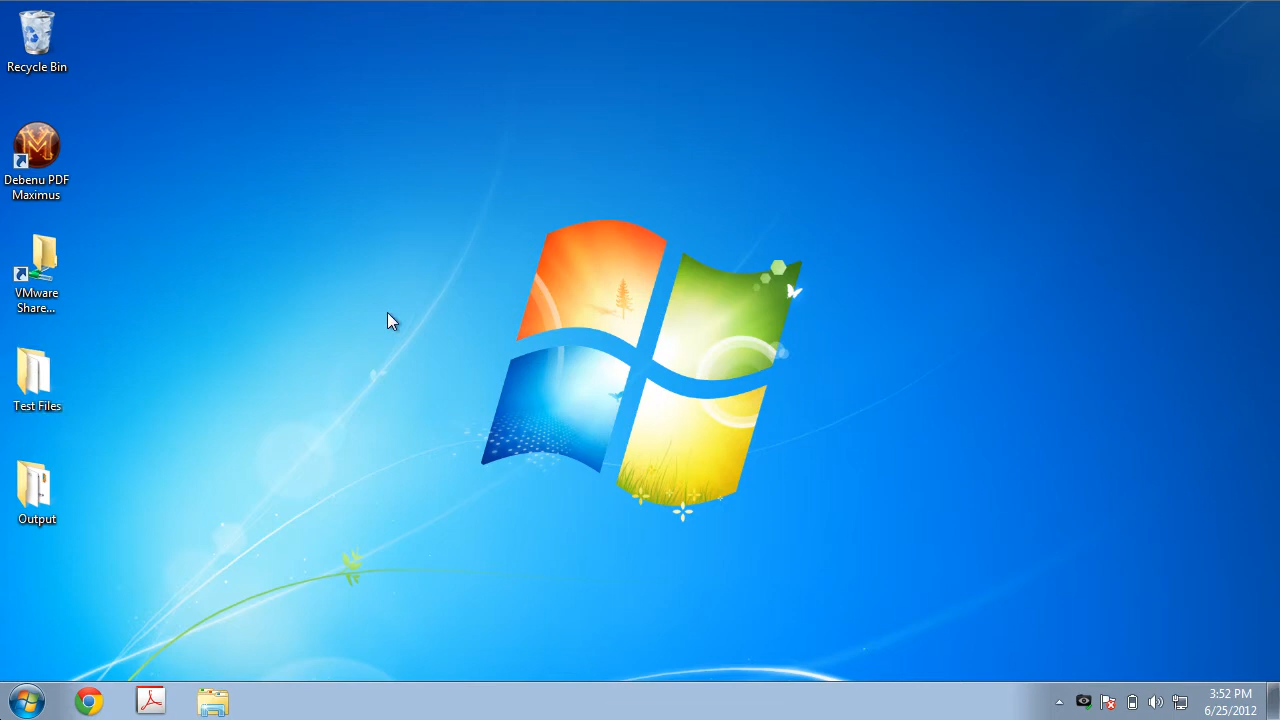 Recycle Bin
Debenu PDF
Maximus
VMware
Share...
Test Files
Output
3:52 PM
6/25/2012